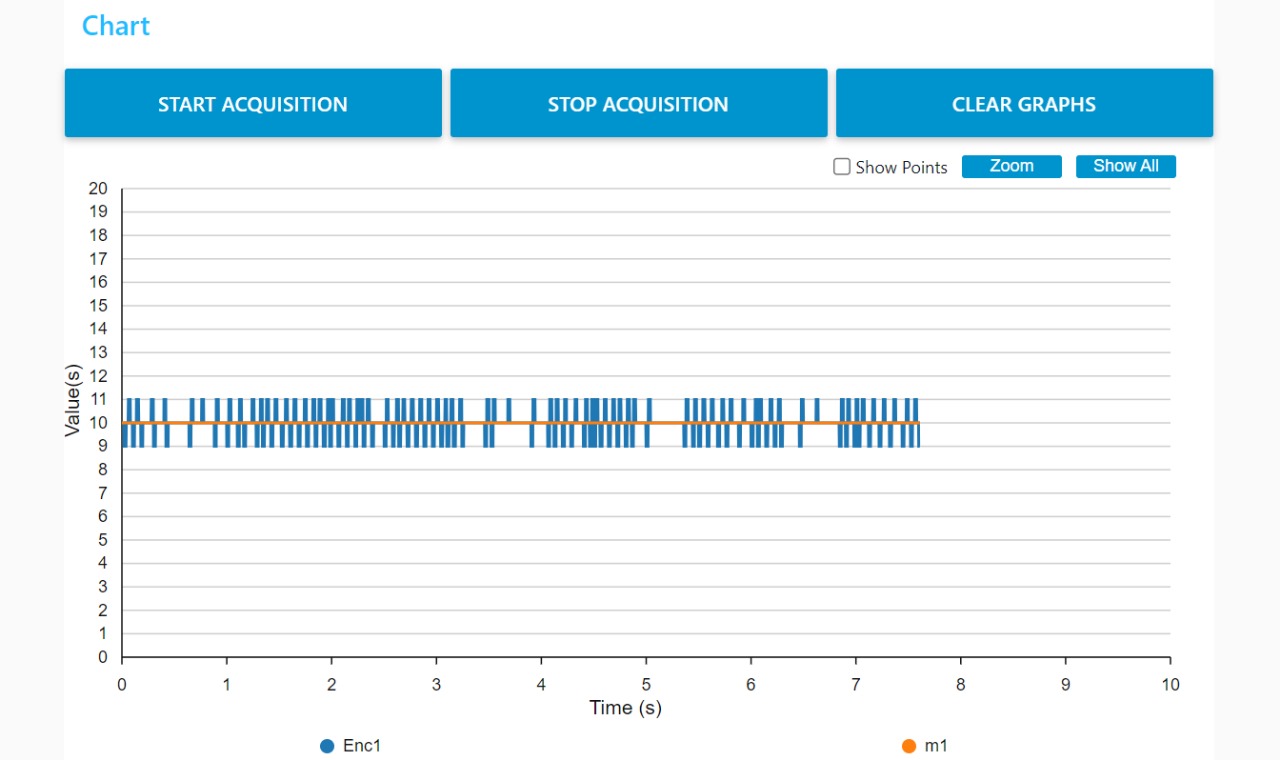 Chart
START ACQUISITION
STOP ACQUISITION
CLEAR GRAPHS
Show Points
Zoom
Show All
20
19
18
17
16
15
14
13
12
11
10
9
8
7
6
5
4
3
2
1
0
Value(s)
0 1 2 3 4 5 6 7 8 9 10
Time (s)
Enc1
m1